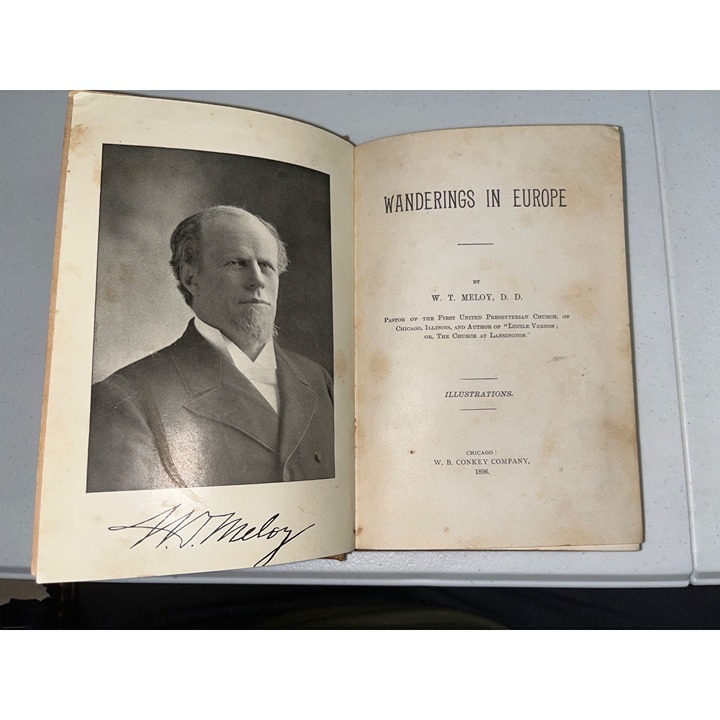 W. T. Meloy
WANDERINGS IN EUROPE
BY
W. T. MELOY, D. D.
PASTOR OF THE FIRST UNITED PRESBYTERIAN CHURCH, OF
CHICAGO, ILLINOIS, AND AUTHOR OF "LUCILE VERNON;
OR, THE CHURCH AT LANSINGTON."
ILLUSTRATIONS.
CHICAGO:
W. B. CONKEY COMPANY,
1896.